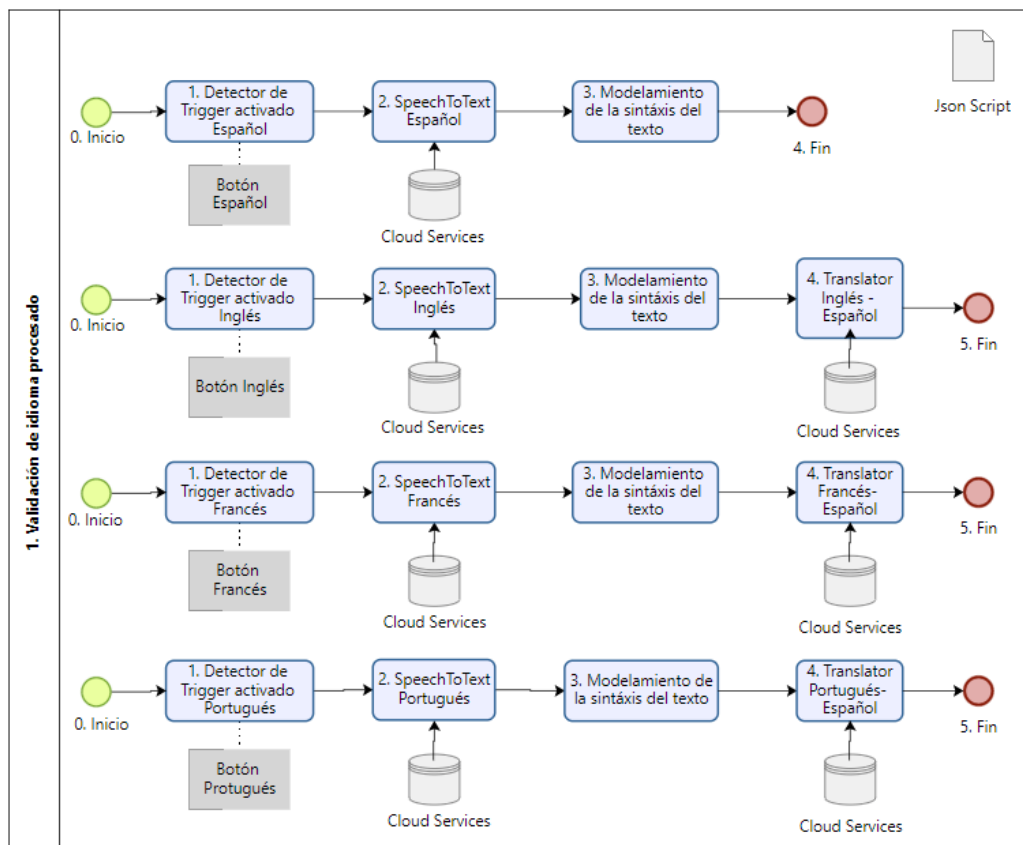 1. Validación de idioma procesado
Json Script
0. Inicio
1. Detector de
Trigger activado
Español
Botón
Español
2. SpeechToText
Español
Cloud Services
3. Modelamiento
de la sintáxis del
texto
4. Fin
0. Inicio
1. Detector de
Trigger activado
Inglés
Botón Inglés
2. SpeechToText
Inglés
Cloud Services
3. Modelamiento
de la sintáxis del
texto
4. Translator
Inglés -
Español
Cloud Services
5. Fin
0. Inicio
1. Detector de
Trigger activado
Francés
Botón
Francés
2. SpeechToText
Francés
Cloud Services
3. Modelamiento
de la sintáxis del
texto
4. Translator
Francés-
Español
Cloud Services
5. Fin
0. Inicio
1. Detector de
Trigger activado
Portugués
Botón
Protugués
2. SpeechToText
Portugués
Cloud Services
3. Modelamiento de
la sintáxis del texto
4. Translator
Portugués-
Español
Cloud Services
5. Fin